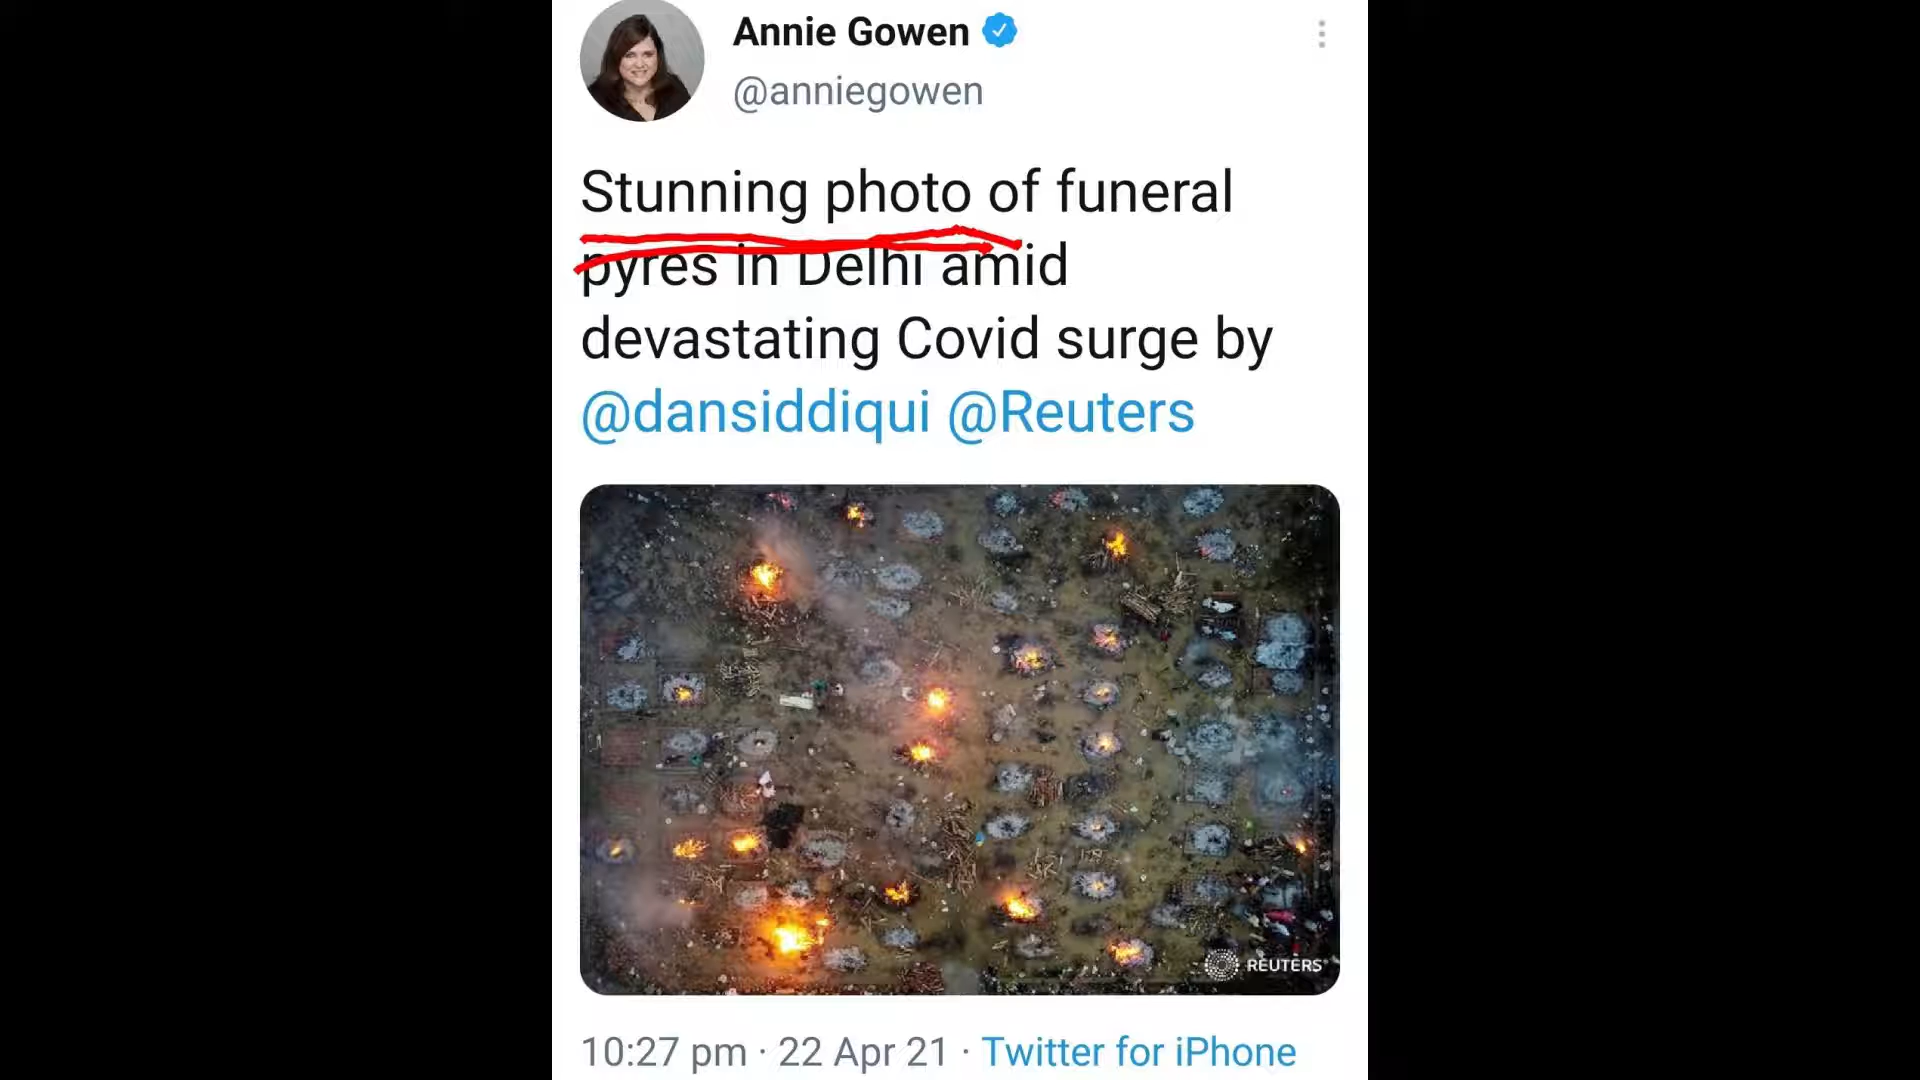 Annie Gowen
@anniegowen
Stunning photo of funeral
pyres in Delhi amid
devastating Covid surge by
@dansiddiqui @Reuters
REUTERS
10:27 pm · 22 Apr 21 · Twitter for iPhone